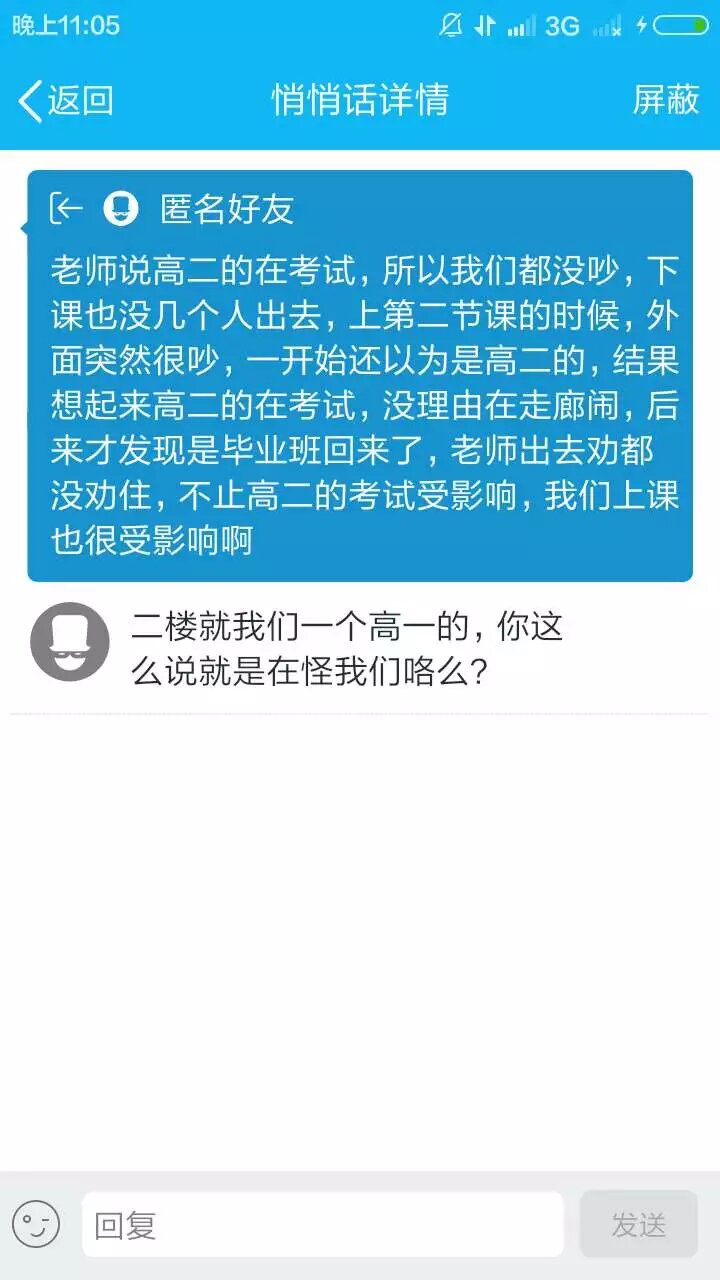 晚上11:05
3G
返回
悄悄话详情
屏蔽
匿名好友
老师说高二的在考试，所以我们都没吵，下
课也没几个人出去，上第二节课的时候，外
面突然很吵，一开始还以为是高二的，结果
想起来高二的在考试，没理由在走廊闹，后
来才发现是毕业班回来了，老师出去劝都
没劝住，不止高二的考试受影响，我们上课
也很受影响啊
二楼就我们一个高一的，你这
么说就是在怪我们咯么？
回复
发送